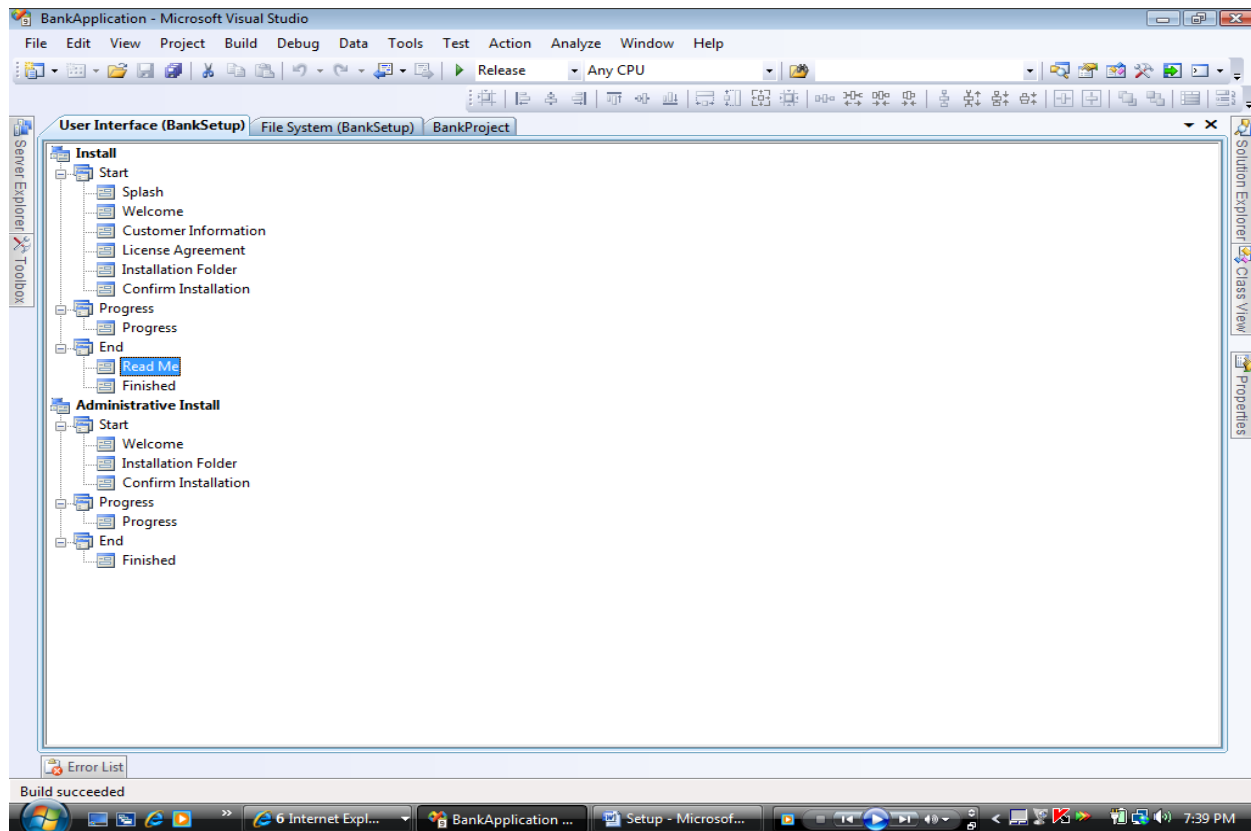 BankApplication - Microsoft Visual Studio
File Edit View Project Build Debug Data Tools Test Action Analyze Window Help
Release Any CPU
User Interface (BankSetup) File System (BankSetup) BankProject
Server Explorer
Toolbox
Install
Start
Splash
Welcome
Customer Information
License Agreement
Installation Folder
Confirm Installation
Progress
Progress
End
Read Me
Finished
Administrative Install
Start
Welcome
Installation Folder
Confirm Installation
Progress
Progress
End
Finished
Solution Explorer
Class View
Properties
Error List
Build succeeded
6 Internet Expl... BankApplication ... Setup - Microsof... 7:39 PM